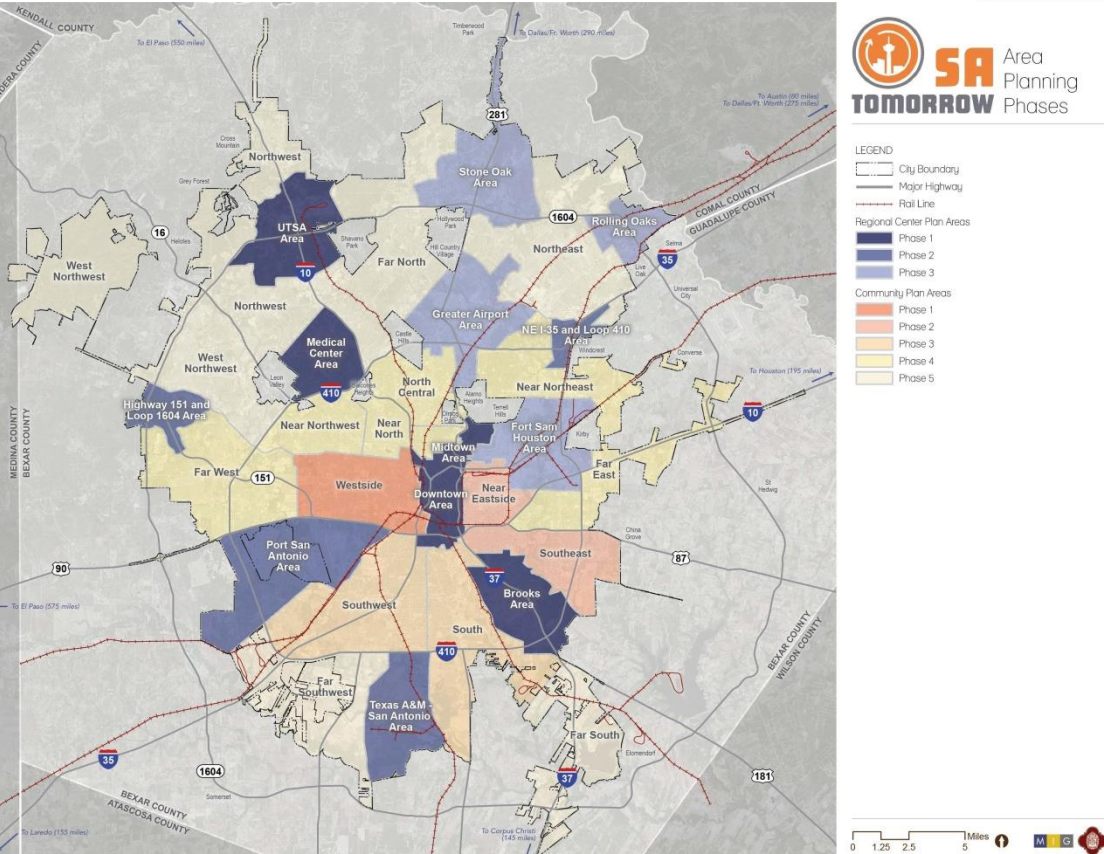 KENDALL COUNTY
BANDERA COUNTY
To El Paso (550 miles)
Timberwood
Park
To Dallas/Ft. Worth (290 miles)
281
To Austin (80 miles)
To Dallas/Ft. Worth (275 miles)
Cross
Mountain
Northwest
Grey Forest
Stone Oak
Area
COMAL COUNTY
GUADALUPE COUNTY
16
Helotes
UTSA
Area
Shavano
Park
Hollywood
Park
Hill Country
Village
1604
Rolling Oaks
Area
Selma
35
West
Northwest
10
Far North
Northeast
Live
Oak
Universal
City
Northwest
Greater Airport
Area
NE I-35 and Loop 410
Area
Windcrest
Medical
Center
Area
Castle
Hills
Converse
West
Northwest
Leon
Valley
410
Balcones
Heights
North
Central
Alamo
Heights
Near Northeast
To Houston (195 miles)
Highway 151 and
Loop 1604 Area
Near Northwest
Near
North
Olmos
Park
Terrell
Hills
10
Fort Sam
Houston
Area
Kirby
Midtown
Area
MEDINA COUNTY
BEXAR COUNTY
Far West
151
Westside
Downtown
Area
Near
Eastside
Far
East
St
Hedwig
China
Grove
Port San
Antonio
Area
Southeast
87
90
37
Brooks
Area
To El Paso (575 miles)
Southwest
South
410
BEXAR COUNTY
WILSON COUNTY
Far
Southwest
Texas A&M -
San Antonio
Area
Far South
Elmendorf
35
1604
37
181
Somerset
BEXAR COUNTY
ATASCOSA COUNTY
To Laredo (155 miles)
To Corpus Christi
(145 miles)
SA
TOMORROW
Area
Planning
Phases
LEGEND
City Boundary
Major Highway
Rail Line
Regional Center Plan Areas
Phase 1
Phase 2
Phase 3
Community Plan Areas
Phase 1
Phase 2
Phase 3
Phase 4
Phase 5
Miles
0 1.25 2.5 5
M I G